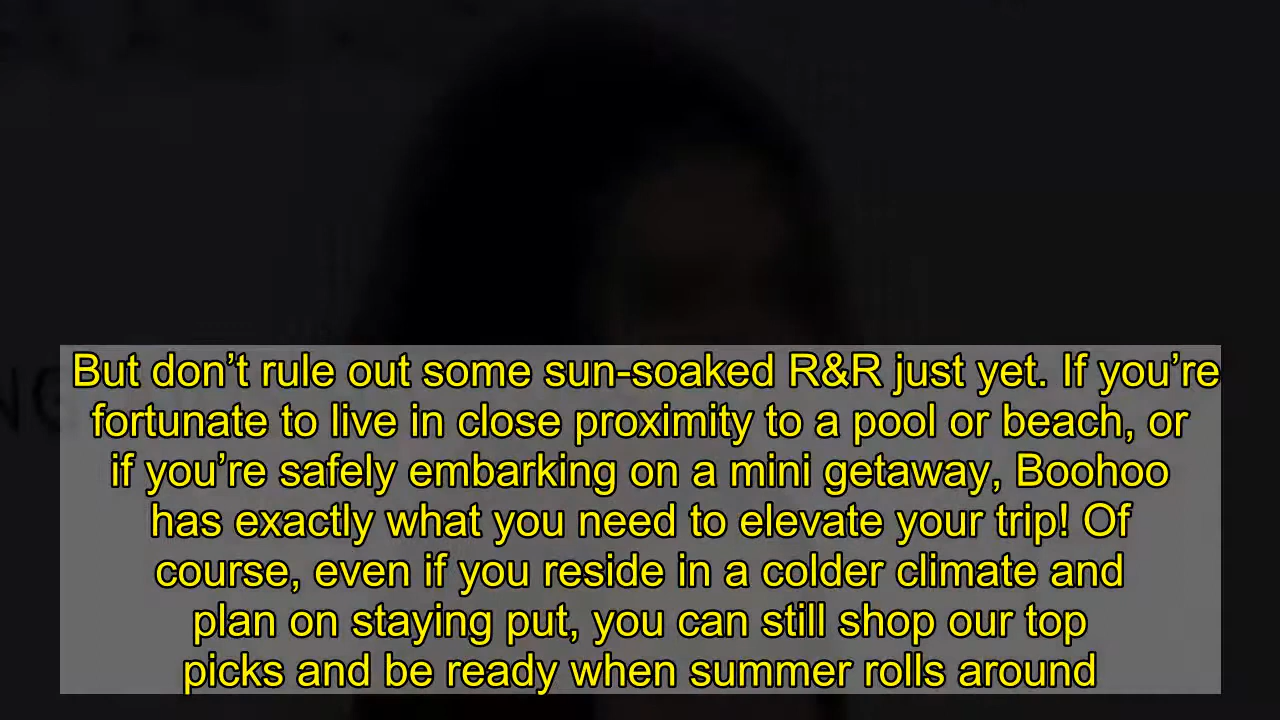 But don’t rule out some sun-soaked R&R just yet. If you’re
fortunate to live in close proximity to a pool or beach, or
if you’re safely embarking on a mini getaway, Boohoo
has exactly what you need to elevate your trip! Of
course, even if you reside in a colder climate and
plan on staying put, you can still shop our top
picks and be ready when summer rolls around